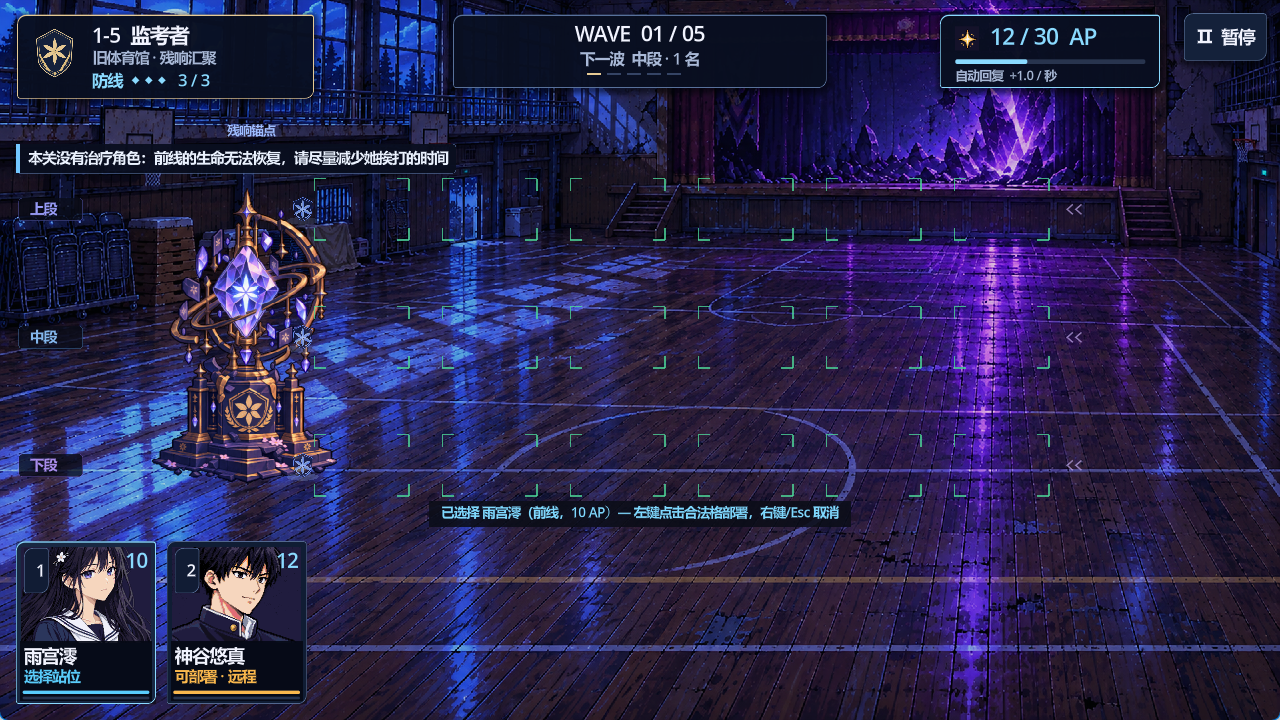 1-5 监考者
旧体育馆 · 残响汇聚
防线 3 / 3
WAVE 01 / 05
下一波 中段 · 1 名
12 / 30 AP
自动回复 +1.0 / 秒
暂停
残响锚点
本关没有治疗角色：前线的生命无法恢复，请尽量减少她挨打的时间
上段
中段
下段
已选择 雨宫澪（前线，10 AP）— 左键点击合法格部署，右键/Esc 取消
1
10
雨宫澪
选择站位
2
12
神谷悠真
可部署 · 远程